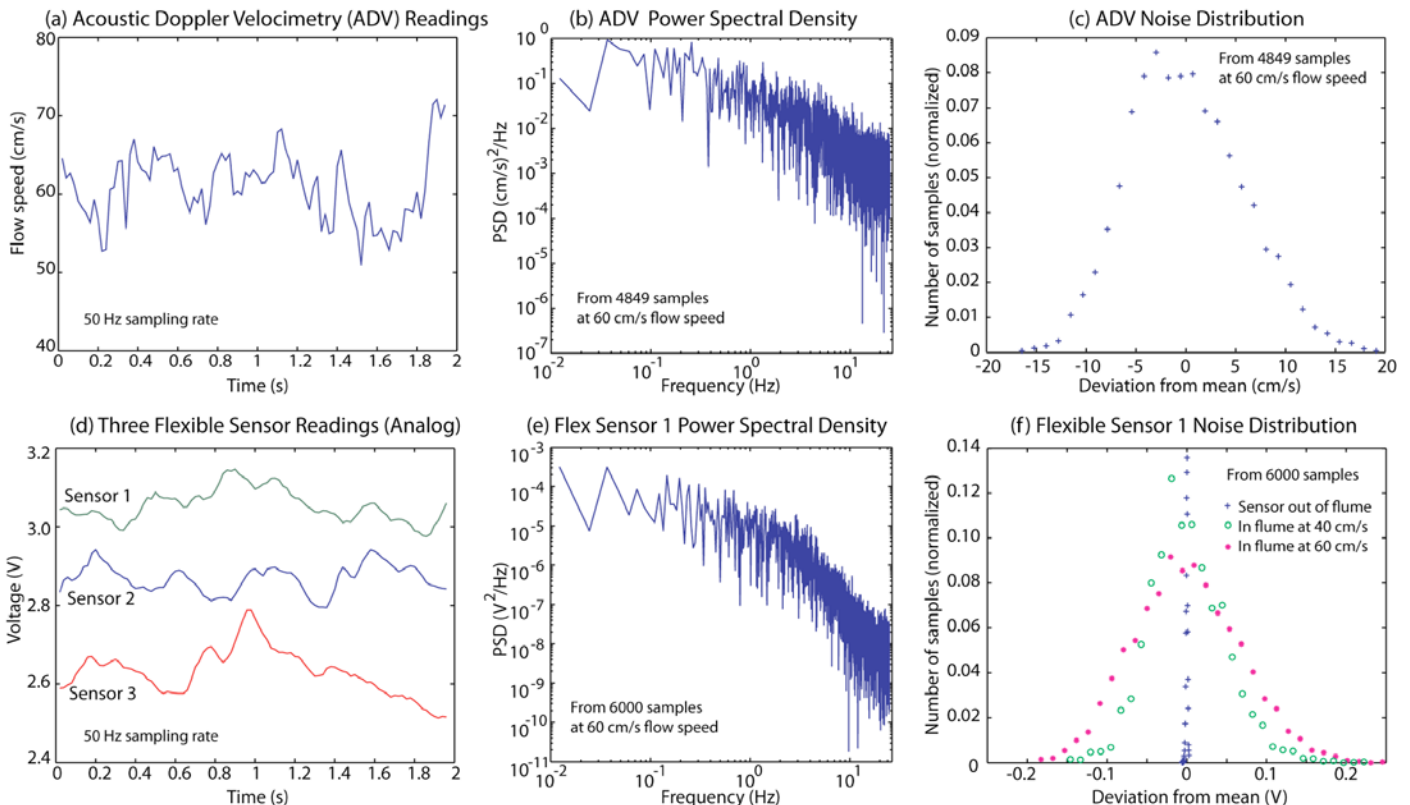 (a) Acoustic Doppler Velocimetry (ADV) Readings
80
70
60
50
40
Flow speed (cm/s)
50 Hz sampling rate
0 0.2 0.4 0.6 0.8 1 1.2 1.4 1.6 1.8 2
Time (s)
(b) ADV Power Spectral Density
10^0
10^-1
10^-2
10^-3
10^-4
10^-5
10^-6
10^-7
PSD (cm/s)^2/Hz
From 4849 samples
at 60 cm/s flow speed
10^-2 10^-1 10^0 10^1
Frequency (Hz)
(c) ADV Noise Distribution
0.09
0.08
0.07
0.06
0.05
0.04
0.03
0.02
0.01
0
Number of samples (normalized)
From 4849 samples
at 60 cm/s flow speed
-20 -15 -10 -5 0 5 10 15 20
Deviation from mean (cm/s)
(d) Three Flexible Sensor Readings (Analog)
3.2
3.0
2.8
2.6
2.4
Voltage (V)
Sensor 1
Sensor 2
Sensor 3
50 Hz sampling rate
0 0.2 0.4 0.6 0.8 1 1.2 1.4 1.6 1.8 2
Time (s)
(e) Flex Sensor 1 Power Spectral Density
10^-3
10^-4
10^-5
10^-6
10^-7
10^-8
10^-9
10^-10
10^-11
PSD (V^2/Hz)
From 6000 samples
at 60 cm/s flow speed
10^-2 10^-1 10^0 10^1
Frequency (Hz)
(f) Flexible Sensor 1 Noise Distribution
0.14
0.12
0.10
0.08
0.06
0.04
0.02
0
Number of samples (normalized)
From 6000 samples
Sensor out of flume
In flume at 40 cm/s
In flume at 60 cm/s
-0.2 -0.1 0 0.1 0.2
Deviation from mean (V)